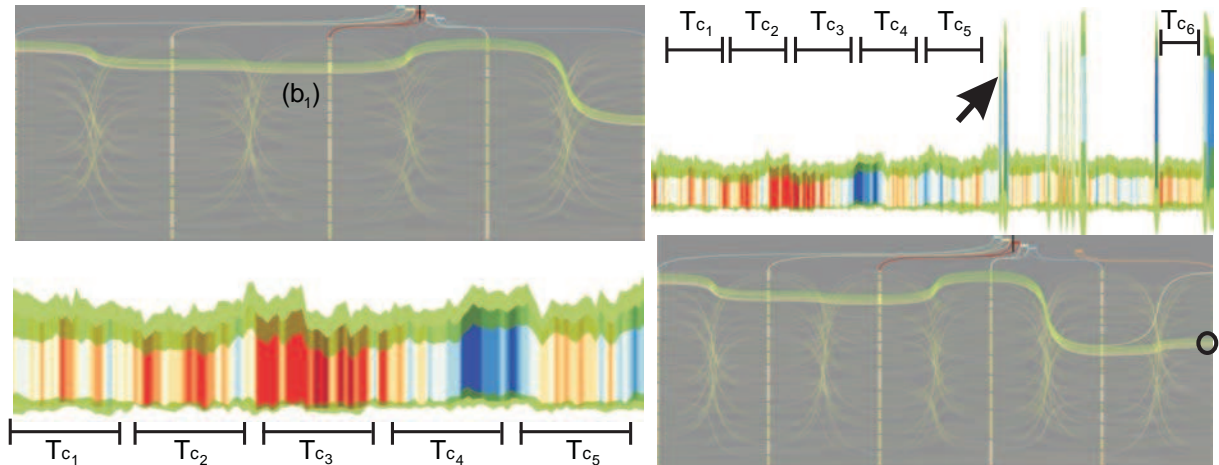 (b₁)
Tc₁ Tc₂ Tc₃ Tc₄ Tc₅
Tc₁ Tc₂ Tc₃ Tc₄ Tc₅ Tc₆